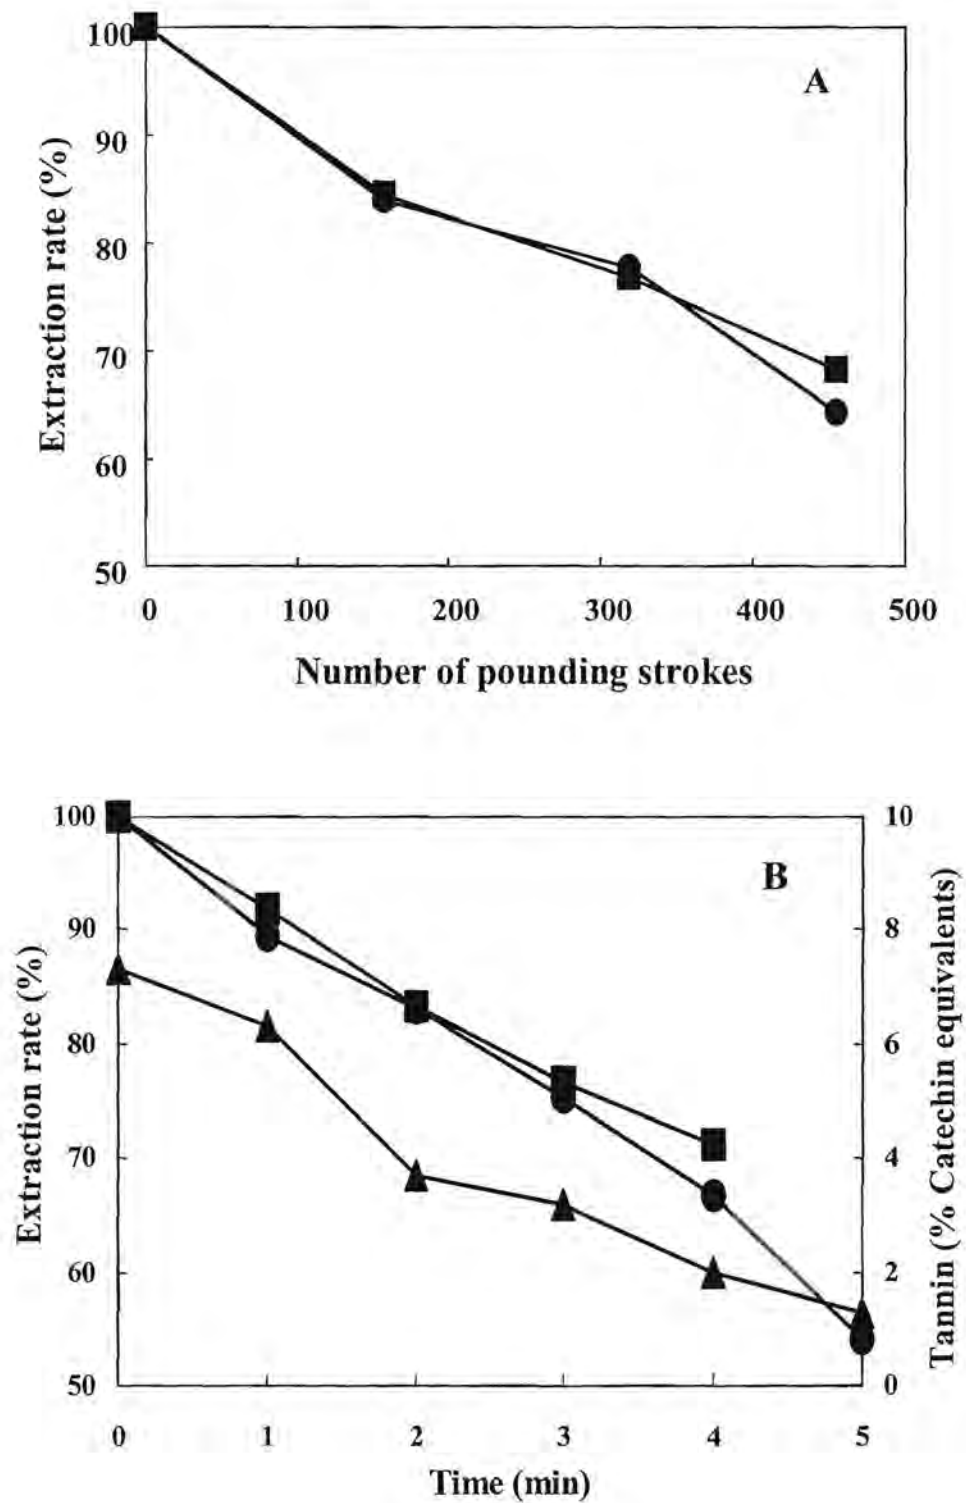 A
Extraction rate (%)
100
90
80
70
60
50
0 100 200 300 400 500
Number of pounding strokes
B
Extraction rate (%)
100
90
80
70
60
50
10
8
6
4
2
0
Tannin (% Catechin equivalents)
0 1 2 3 4 5
Time (min)